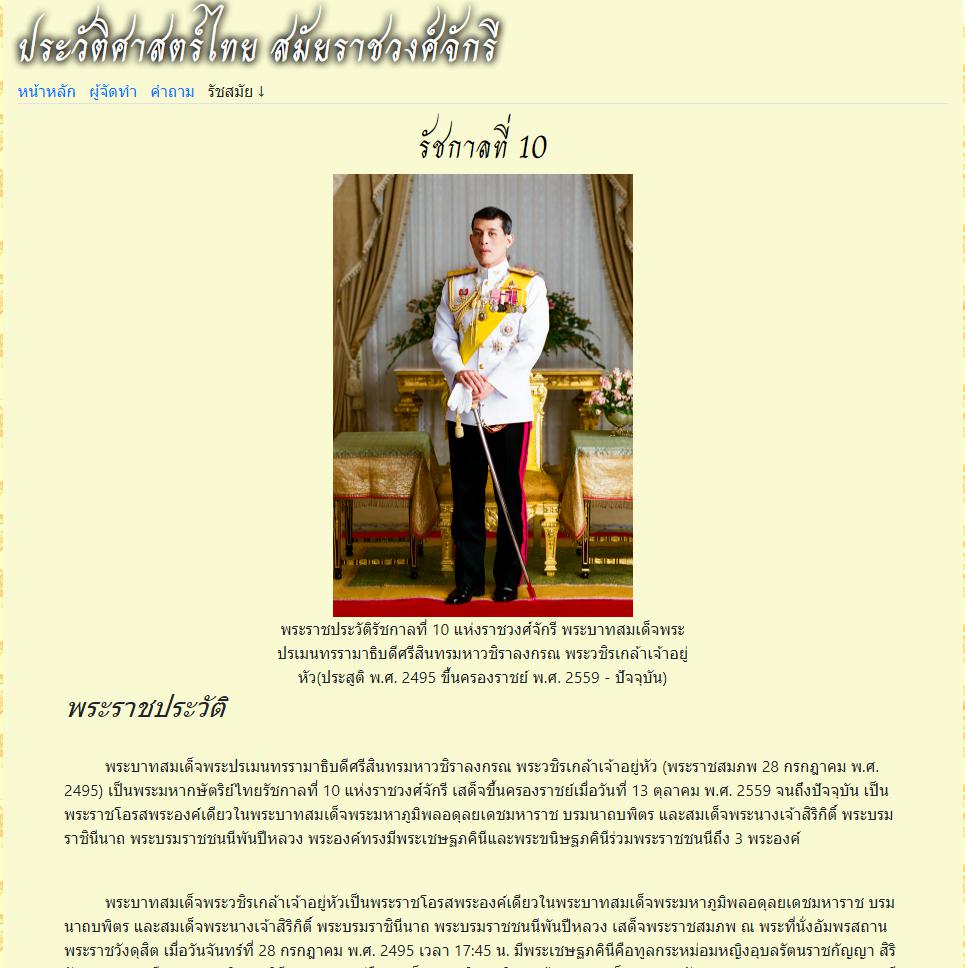 ประวัติศาสตร์ไทย สมัยราชวงศ์จักรี
หน้าหลัก ผู้จัดทำ คำถาม รัชสมัย ↓
รัชกาลที่ 10
พระราชประวัติรัชกาลที่ 10 แห่งราชวงศ์จักรี พระบาทสมเด็จพระ
ปรเมนทรรามาธิบดีศรีสินทรมหาวชิราลงกรณ พระวชิรเกล้าเจ้าอยู่
หัว(ประสูติ พ.ศ. 2495 ขึ้นครองราชย์ พ.ศ. 2559 - ปัจจุบัน)
พระราชประวัติ
พระบาทสมเด็จพระปรเมนทรรามาธิบดีศรีสินทรมหาวชิราลงกรณ พระวชิรเกล้าเจ้าอยู่หัว (พระราชสมภพ 28 กรกฎาคม พ.ศ.
2495) เป็นพระมหากษัตริย์ไทยรัชกาลที่ 10 แห่งราชวงศ์จักรี เสด็จขึ้นครองราชย์เมื่อวันที่ 13 ตุลาคม พ.ศ. 2559 จนถึงปัจจุบัน เป็น
พระราชโอรสพระองค์เดียวในพระบาทสมเด็จพระมหาภูมิพลอดุลยเดชมหาราช บรมนาถบพิตร และสมเด็จพระนางเจ้าสิริกิติ์ พระบรม
ราชินีนาถ พระบรมราชชนนีพันปีหลวง พระองค์ทรงมีพระเชษฐภคินีและพระขนิษฐภคินีร่วมพระราชชนนีถึง 3 พระองค์
พระบาทสมเด็จพระวชิรเกล้าเจ้าอยู่หัวเป็นพระราชโอรสพระองค์เดียวในพระบาทสมเด็จพระมหาภูมิพลอดุลยเดชมหาราช บรม
นาถบพิตร และสมเด็จพระนางเจ้าสิริกิติ์ พระบรมราชินีนาถ พระบรมราชชนนีพันปีหลวง เสด็จพระราชสมภพ ณ พระที่นั่งอัมพรสถาน
พระราชวังดุสิต เมื่อวันจันทร์ที่ 28 กรกฎาคม พ.ศ. 2495 เวลา 17:45 น. มีพระเชษฐภคินีคือทูลกระหม่อมหญิงอุบลรัตนราชกัญญา สิริ